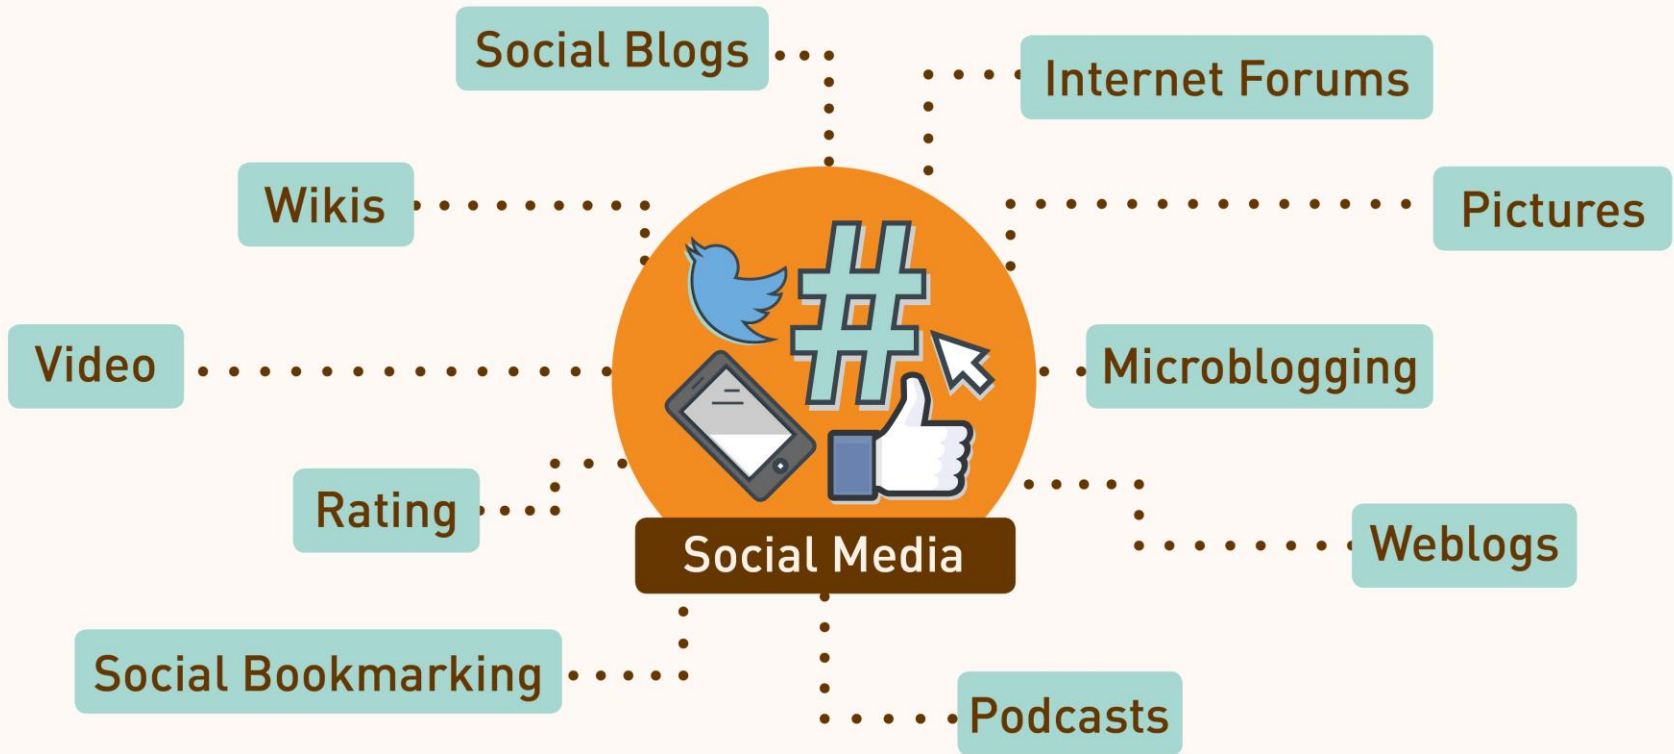 Social Blogs
Internet Forums
Wikis
Pictures
#
Video
Microblogging
Rating
Social Media
Weblogs
Social Bookmarking
Podcasts